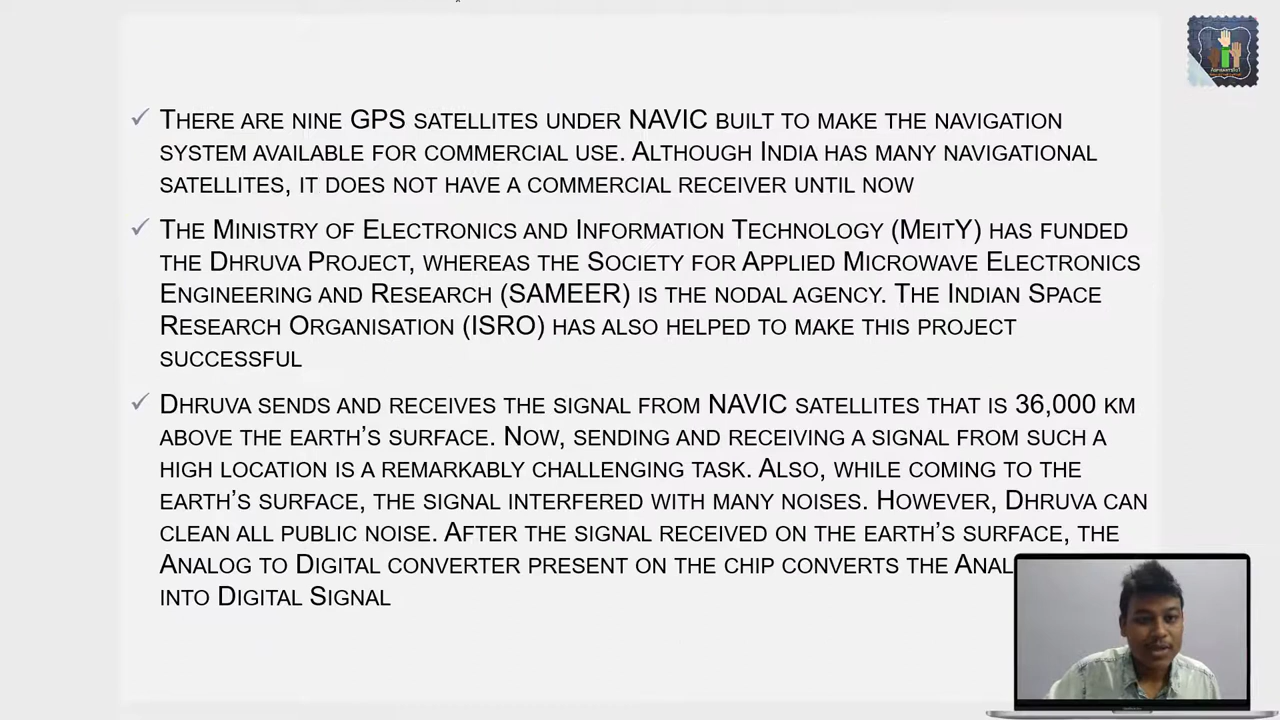 There are nine GPS satellites under NAVIC built to make the navigation
system available for commercial use. Although India has many navigational
satellites, it does not have a commercial receiver until now
The Ministry of Electronics and Information Technology (MeitY) has funded
the Dhruva Project, whereas the Society for Applied Microwave Electronics
Engineering and Research (SAMEER) is the nodal agency. The Indian Space
Research Organisation (ISRO) has also helped to make this project
successful
Dhruva sends and receives the signal from NAVIC satellites that is 36,000 km
above the earth’s surface. Now, sending and receiving a signal from such a
high location is a remarkably challenging task. Also, while coming to the
earth’s surface, the signal interfered with many noises. However, Dhruva can
clean all public noise. After the signal received on the earth’s surface, the
Analog to Digital converter present on the chip converts the Anal
into Digital Signal